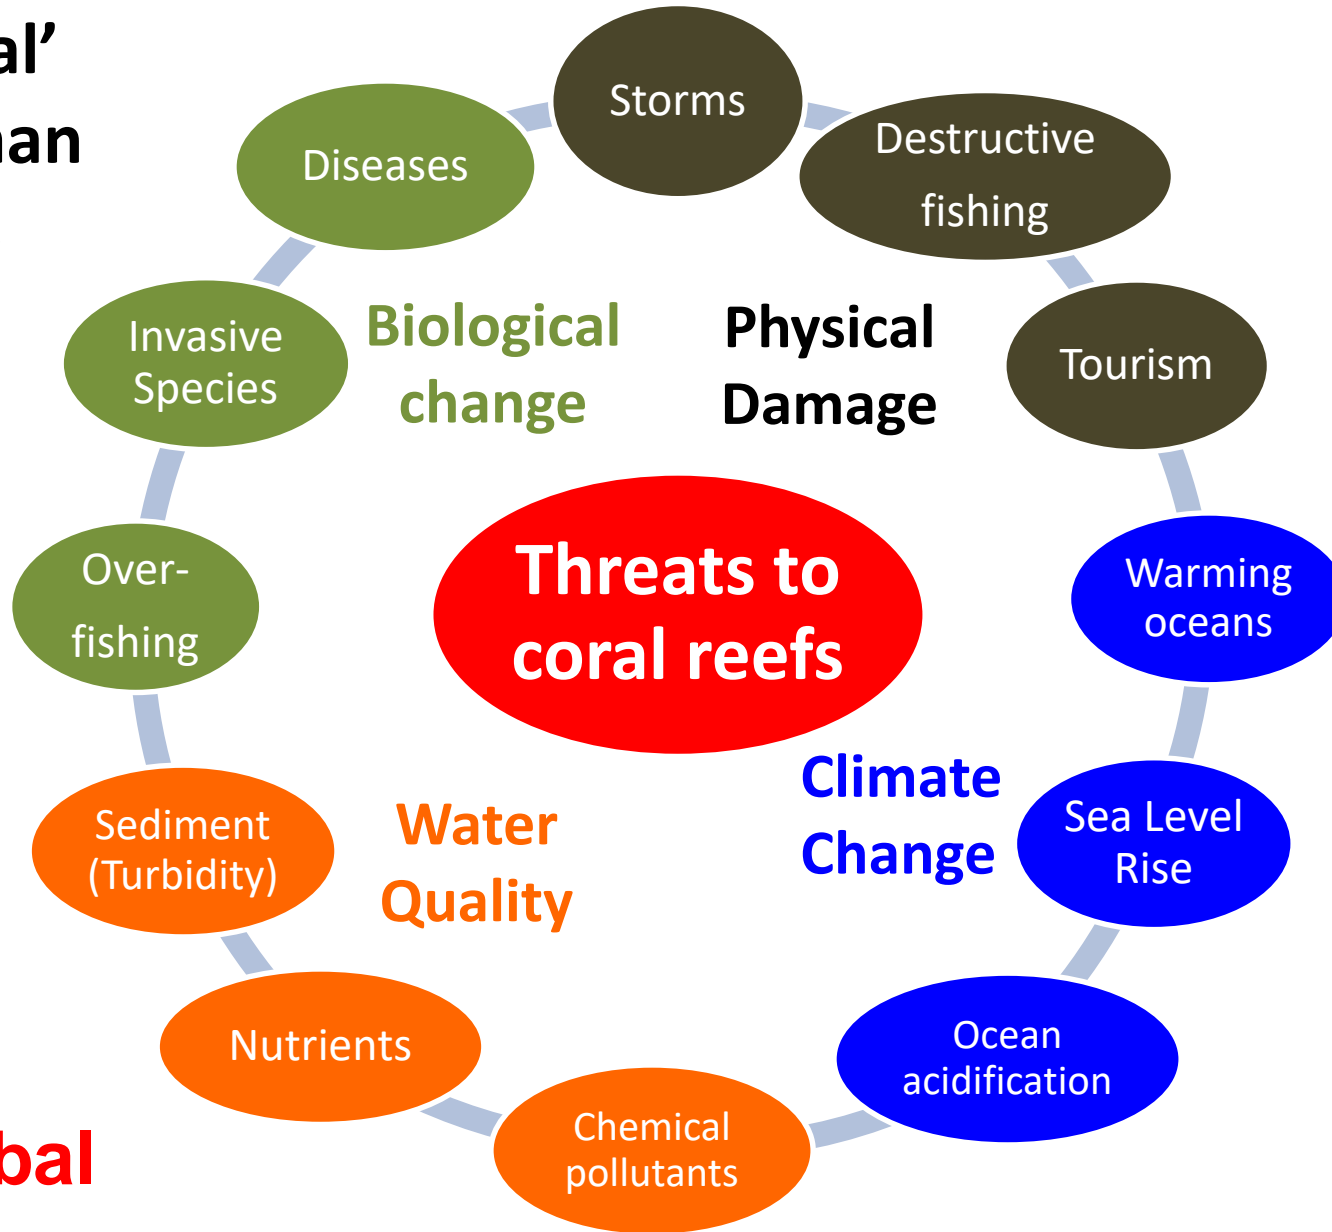 al’
nan
Storms
Destructive
fishing
Diseases
Tourism
Invasive
Species
Biological
change
Physical
Damage
Over-
fishing
Threats to
coral reefs
Warming
oceans
Sediment
(Turbidity)
Water
Quality
Climate
Change
Sea Level
Rise
Nutrients
Ocean
acidification
Chemical
pollutants
bal